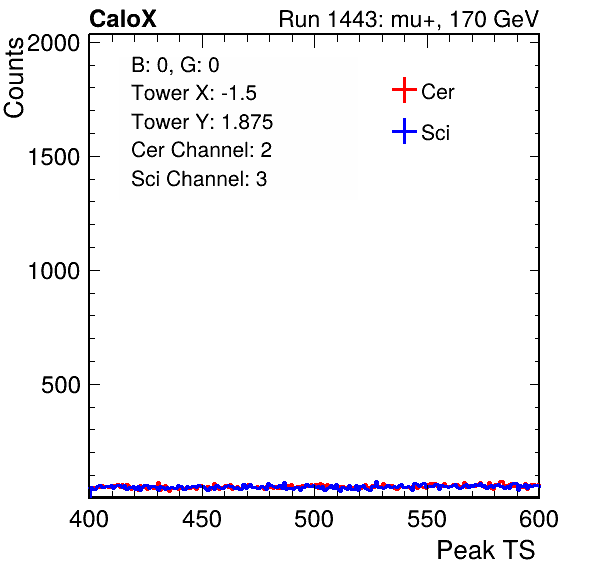 CaloX Run 1443: mu+, 170 GeV
Counts
2000
1500
1000
500
B: 0, G: 0
Tower X: -1.5
Tower Y: 1.875
Cer Channel: 2
Sci Channel: 3
Cer
Sci
400 450 500 550 600
Peak TS